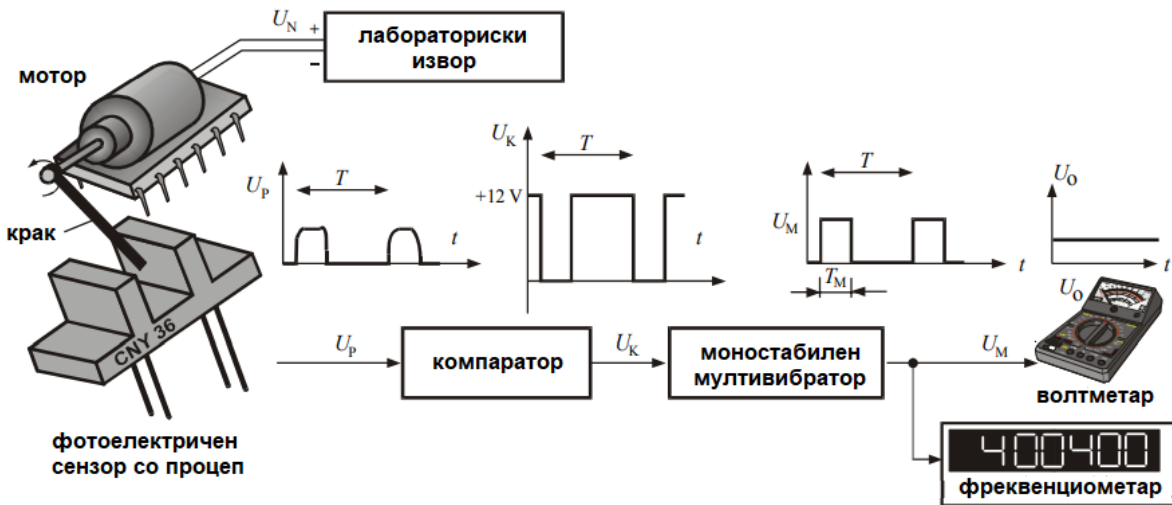 U_N
+
-
лабораториски
извор
мотор
крак
CNY 36
фотоелектричен
сензор со процеп
U_P
T
t
U_K
T
+12 V
t
U_M
T
t
T_M
U_O
t
U_O
U_P
компаратор
U_K
моностабилен
мултивибратор
U_M
волтметар
400400
фреквенциометар